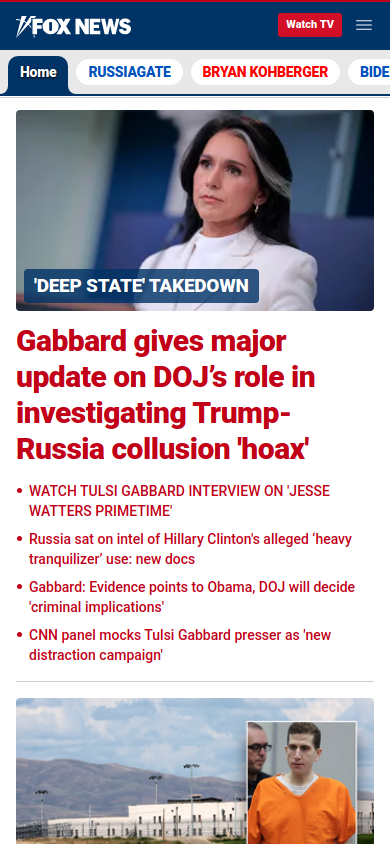 FOX NEWS
Watch TV
Home
RUSSIAGATE
BRYAN KOHBERGER
BIDE
'DEEP STATE' TAKEDOWN
Gabbard gives major
update on DOJ’s role in
investigating Trump-
Russia collusion 'hoax'
• WATCH TULSI GABBARD INTERVIEW ON 'JESSE
WATTERS PRIMETIME'
• Russia sat on intel of Hillary Clinton's alleged ‘heavy
tranquilizer’ use: new docs
• Gabbard: Evidence points to Obama, DOJ will decide
'criminal implications'
• CNN panel mocks Tulsi Gabbard presser as 'new
distraction campaign'